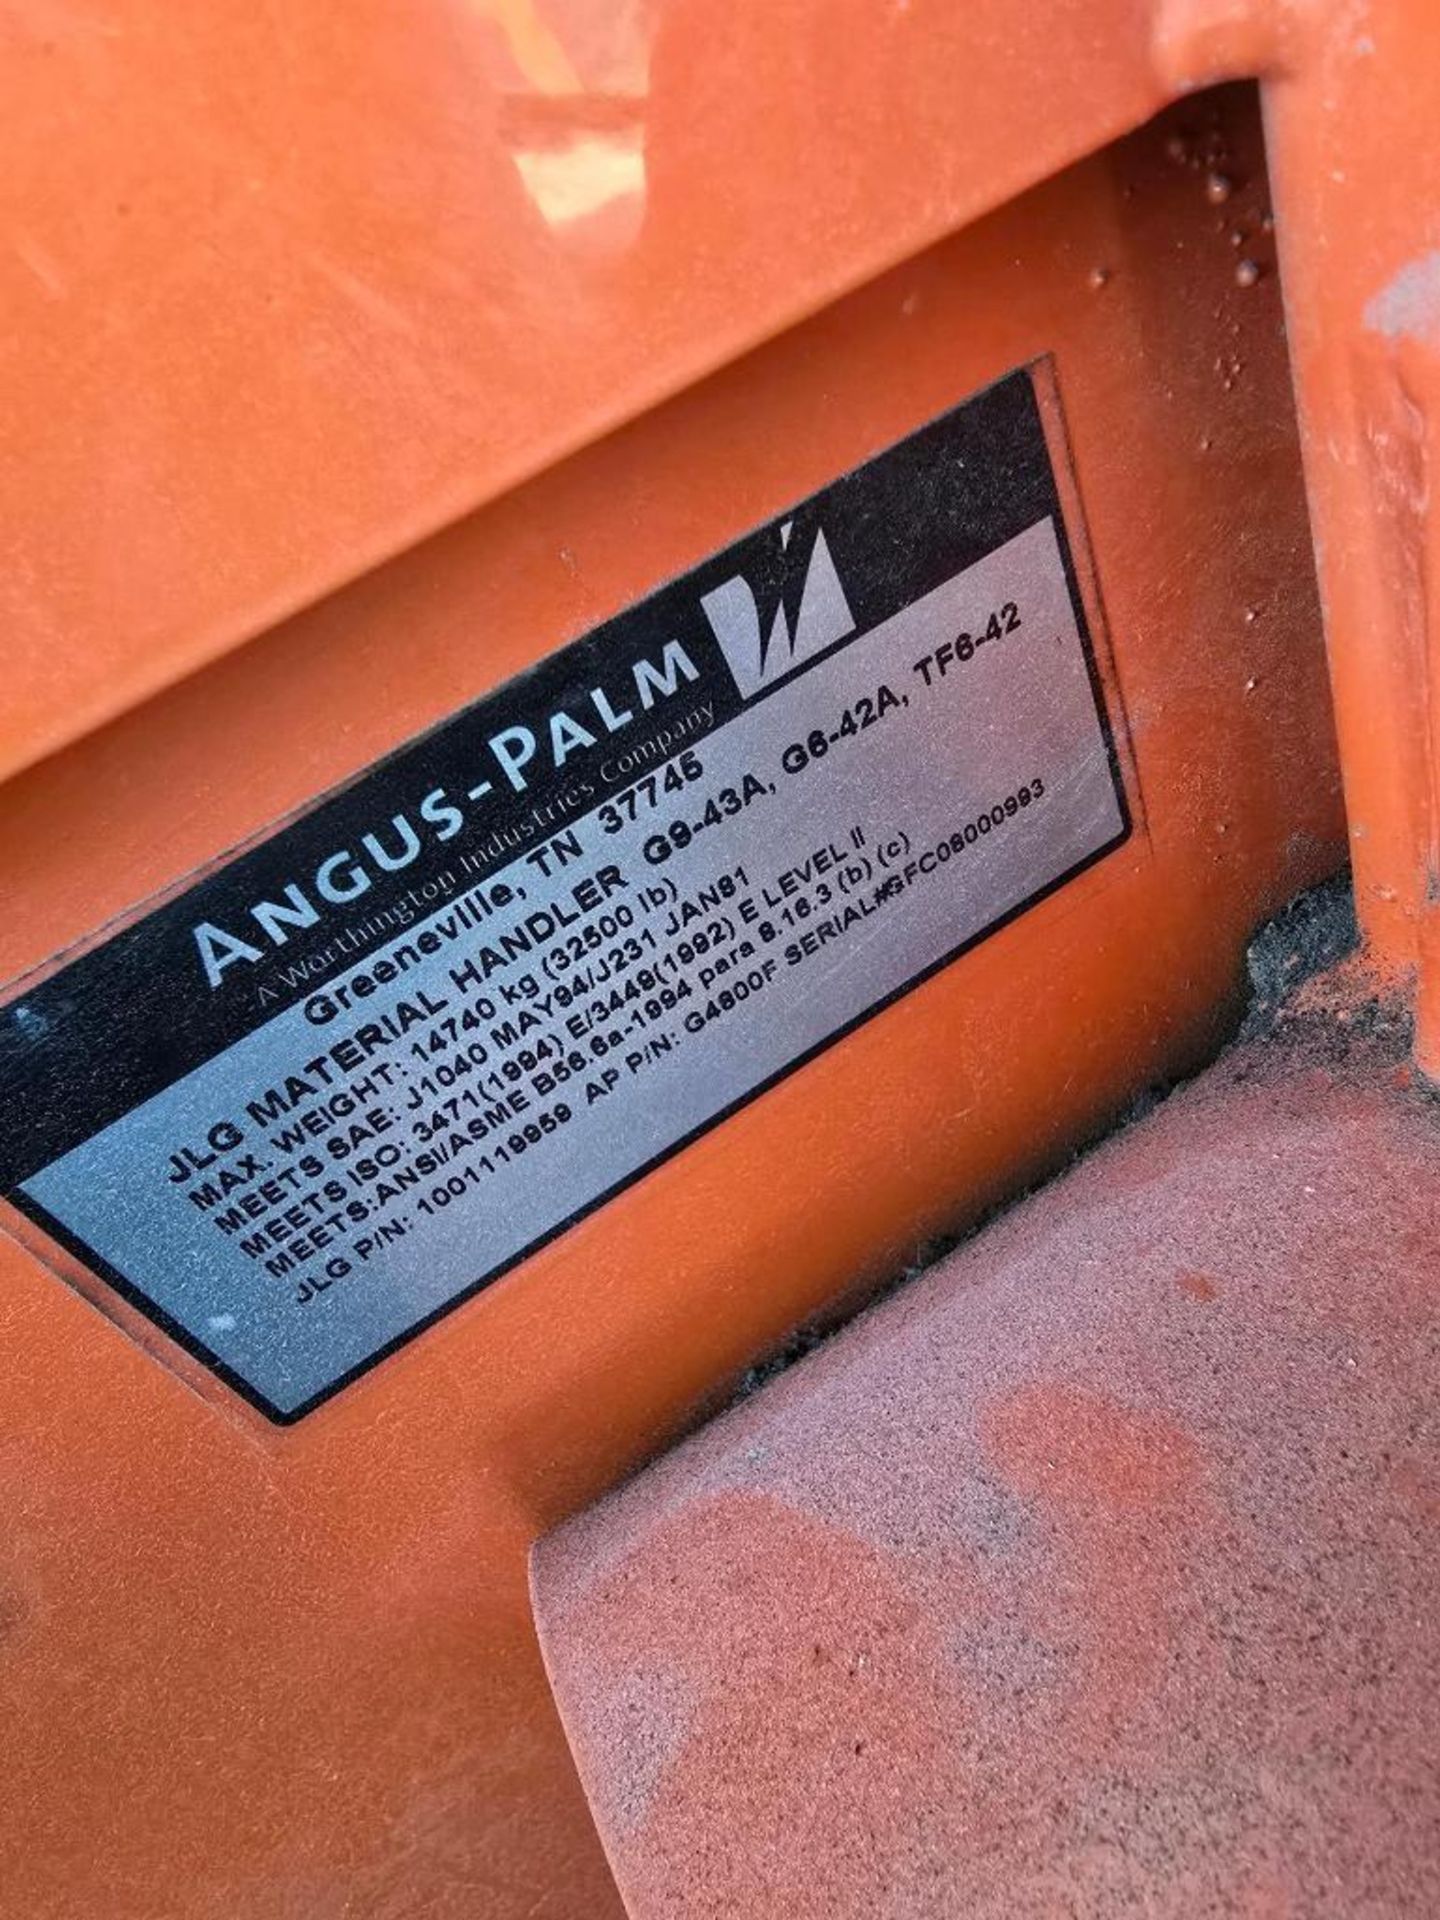 ANGUS-PALM
A Worthington Industries Company
Greeneville, TN 37745
JLG MATERIAL HANDLER G9-43A, G6-42A, TF6-42
MAX. WEIGHT: 14740 kg (32500 lb)
MEETS SAE: J1040 MAY94/J231 JAN81
MEETS ISO: 3471(1994) E/3449(1992) E LEVEL II
MEETS:ANSI/ASME B56.6a-1994 para 8.16.3 (b) (c)
JLG P/N: 1001119959 AP P/N: G4800F SERIAL#GFC08000993